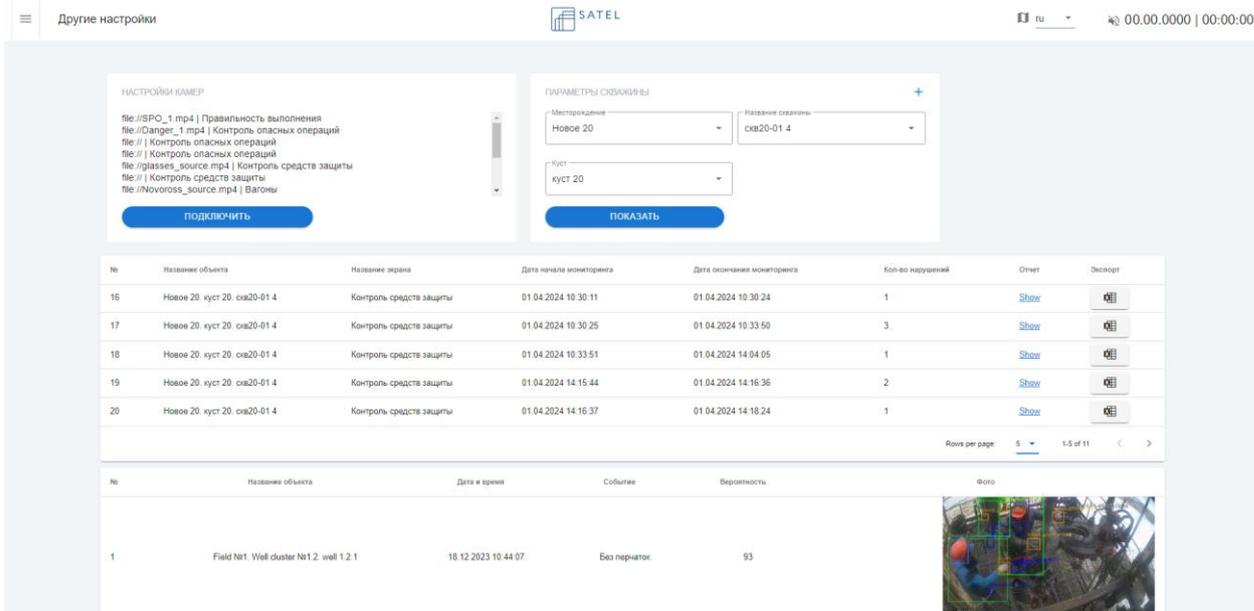 Другие настройки
SATEL
ru
00.00.0000 | 00:00:00
НАСТРОЙКИ КАМЕР
file://SPO_1.mp4 | Правильность выполнения
file://Danger_1.mp4 | Контроль опасных операций
file:// | Контроль опасных операций
file:// | Контроль опасных операций
file://glasses_source.mp4 | Контроль средств защиты
file:// | Контроль средств защиты
file://Novoross_source.mp4 | Вагоны
ПОДКЛЮЧИТЬ
ПАРАМЕТРЫ СКВАЖИНЫ +
Месторождение Название скважины
Новое 20 скв20-01 4
Куст
куст 20
ПОКАЗАТЬ
№ Название объекта Название экрана Дата начала мониторинга Дата окончания мониторинга Кол-во нарушений Отчет Экспорт
16 Новое 20. куст 20. скв20-01 4 Контроль средств защиты 01.04.2024 10:30:11 01.04.2024 10:30:24 1 Show
17 Новое 20. куст 20. скв20-01 4 Контроль средств защиты 01.04.2024 10:30:25 01.04.2024 10:33:50 3 Show
18 Новое 20. куст 20. скв20-01 4 Контроль средств защиты 01.04.2024 10:33:51 01.04.2024 14:04:05 1 Show
19 Новое 20. куст 20. скв20-01 4 Контроль средств защиты 01.04.2024 14:15:44 01.04.2024 14:16:36 2 Show
20 Новое 20. куст 20. скв20-01 4 Контроль средств защиты 01.04.2024 14:16:37 01.04.2024 14:18:24 1 Show
Rows per page: 5 1-5 of 11
№ Название объекта Дата и время Событие Вероятность Фото
1 Field №1. Well cluster №1.2. well 1.2.1 18.12.2023 10:44:07 Без перчаток 93